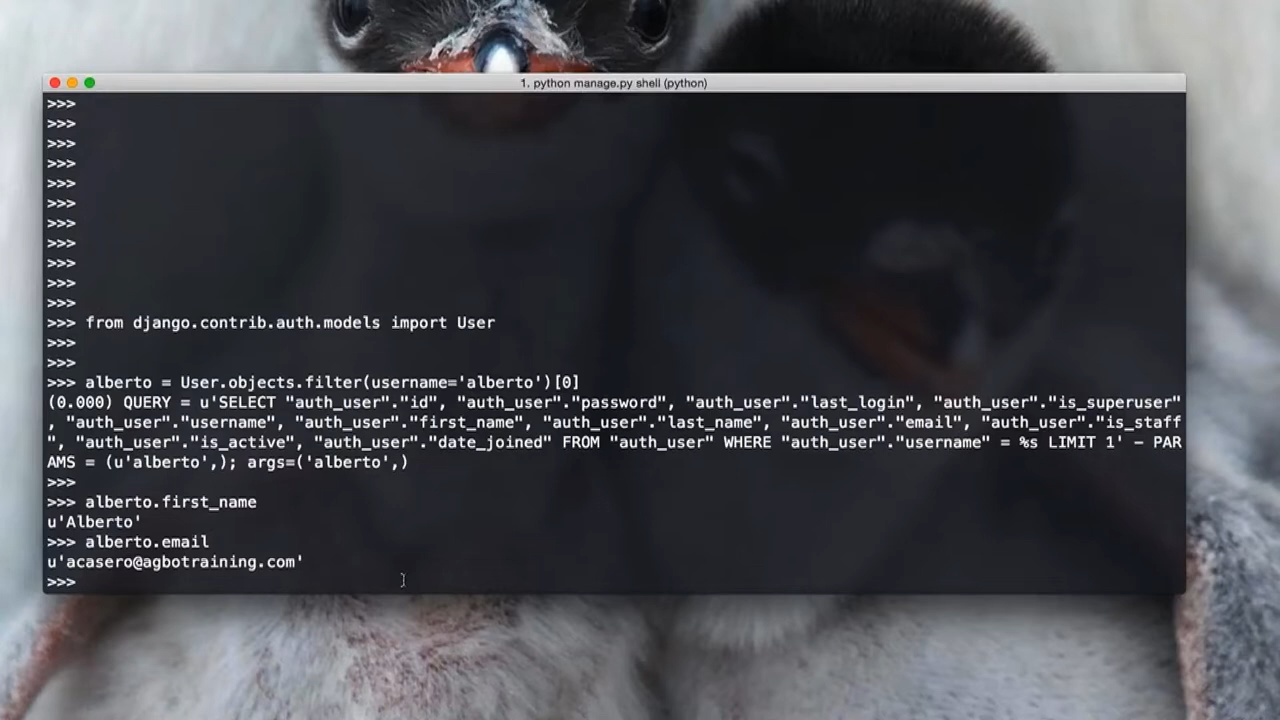 1. python manage.py shell (python)
>>>
>>>
>>>
>>>
>>>
>>>
>>>
>>>
>>>
>>>
>>>
>>> from django.contrib.auth.models import User
>>>
>>>
>>> alberto = User.objects.filter(username='alberto')[0]
(0.000) QUERY = u'SELECT "auth_user"."id", "auth_user"."password", "auth_user"."last_login", "auth_user"."is_superuser"
, "auth_user"."username", "auth_user"."first_name", "auth_user"."last_name", "auth_user"."email", "auth_user"."is_staff
", "auth_user"."is_active", "auth_user"."date_joined" FROM "auth_user" WHERE "auth_user"."username" = %s LIMIT 1' - PAR
AMS = (u'alberto',); args=('alberto',)
>>>
>>> alberto.first_name
u'Alberto'
>>> alberto.email
u'acasero@agbotraining.com'
>>>